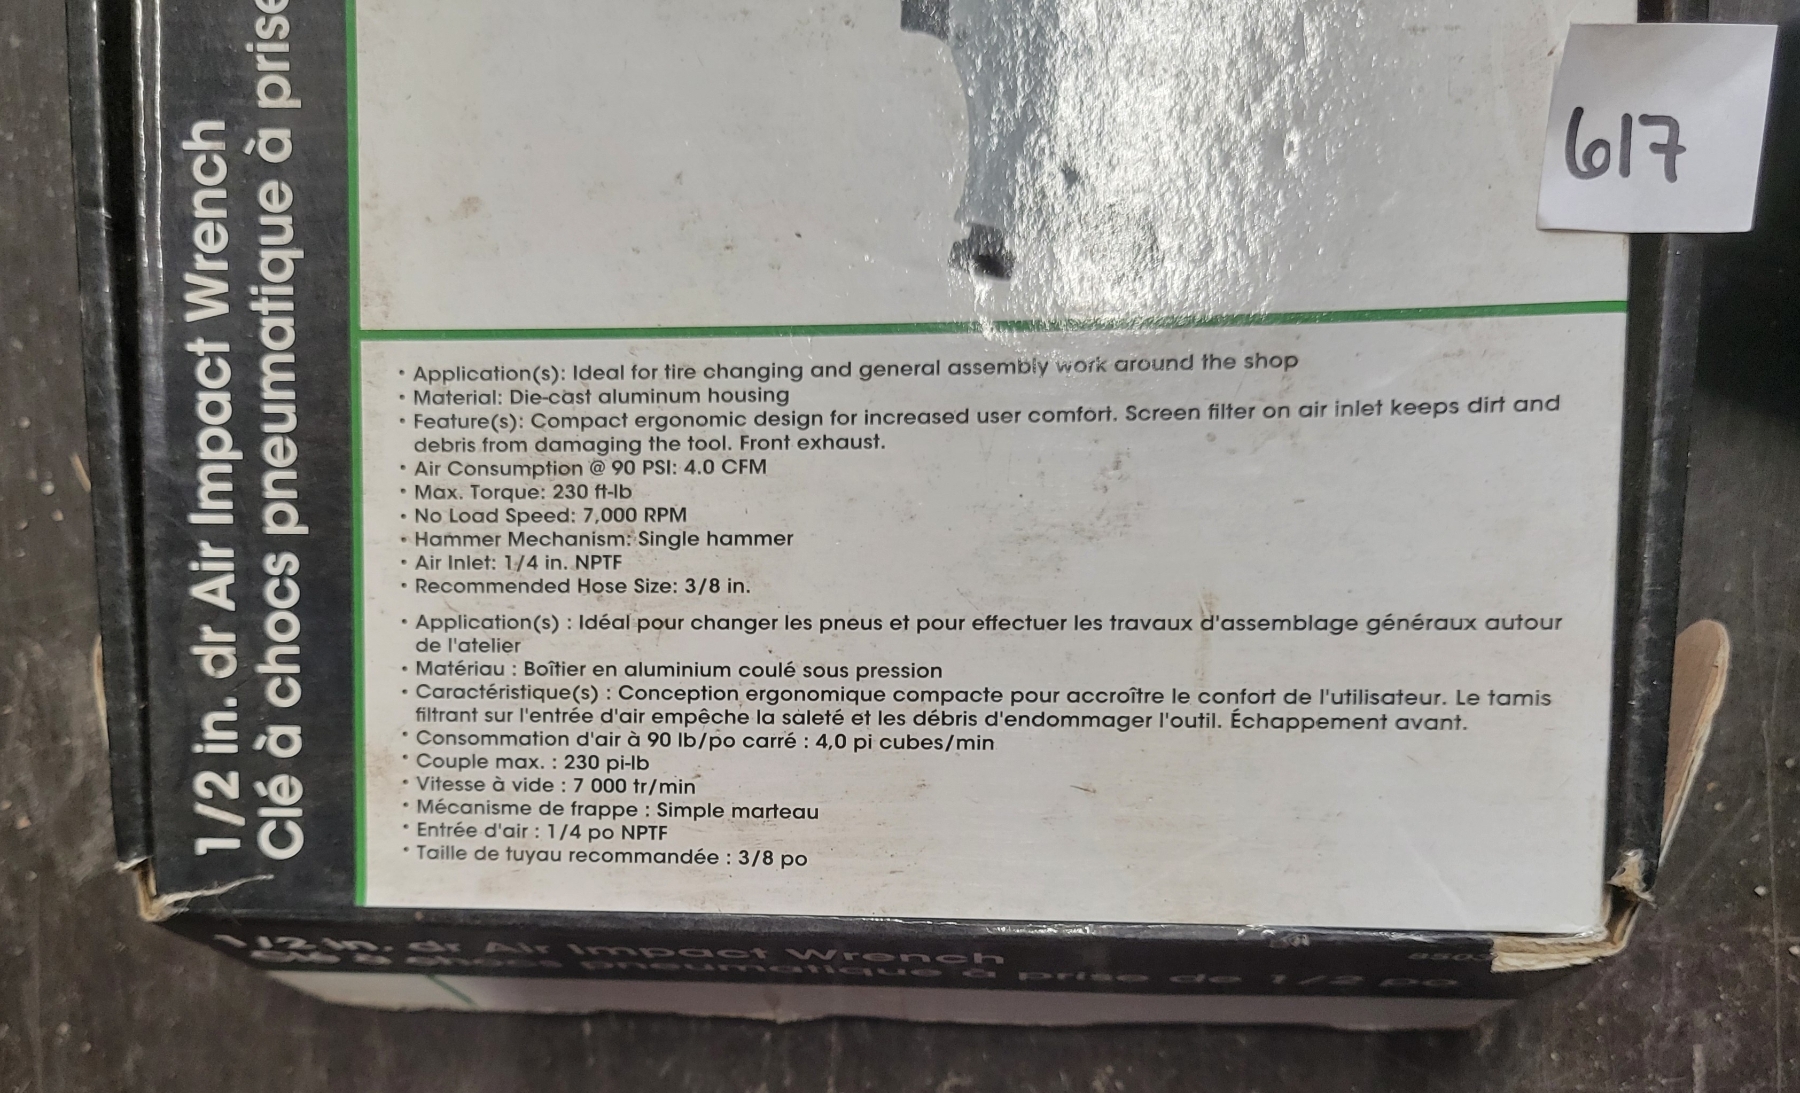 1/2 in. dr Air Impact Wrench
Clé à chocs pneumatique à prise
617
• Application(s): Ideal for tire changing and general assembly work around the shop
• Material: Die-cast aluminum housing
• Feature(s): Compact ergonomic design for increased user comfort. Screen filter on air inlet keeps dirt and
debris from damaging the tool. Front exhaust.
• Air Consumption @ 90 PSI: 4.0 CFM
• Max. Torque: 230 ft-lb
• No Load Speed: 7,000 RPM
• Hammer Mechanism: Single hammer
• Air Inlet: 1/4 in. NPTF
• Recommended Hose Size: 3/8 in.
• Application(s) : Idéal pour changer les pneus et pour effectuer les travaux d'assemblage généraux autour
de l'atelier
• Matériau : Boîtier en aluminium coulé sous pression
• Caractéristique(s) : Conception ergonomique compacte pour accroître le confort de l'utilisateur. Le tamis
filtrant sur l'entrée d'air empêche la saleté et les débris d'endommager l'outil. Échappement avant.
• Consommation d'air à 90 lb/po carré : 4,0 pi cubes/min
• Couple max. : 230 pi-lb
• Vitesse à vide : 7 000 tr/min
• Mécanisme de frappe : Simple marteau
• Entrée d'air : 1/4 po NPTF
• Taille de tuyau recommandée : 3/8 po
1/2 in. dr Air Impact Wrench
Clé à chocs pneumatique à prise de 1/2 po